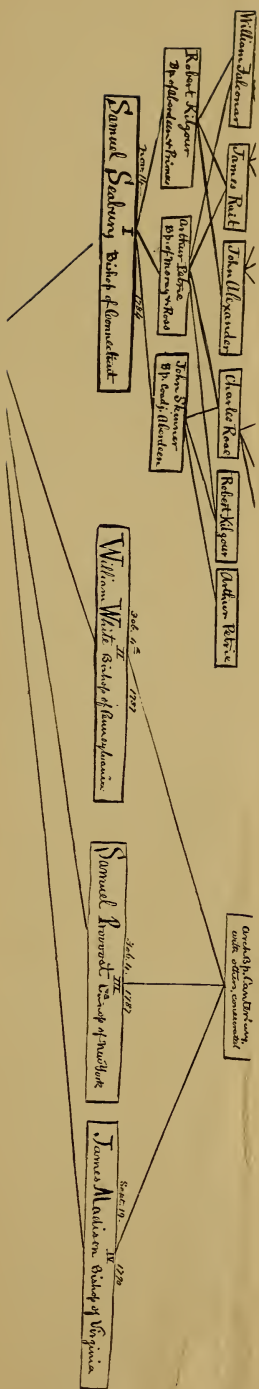 William Falconar
James Rait
John Alexander
Charles Rose
Robert Kilgour
Arthur Petrie
Robert Kilgour
Bp. of Aberdeen & Primus
Arthur Petrie
Bp. of Moray & Ross
John Skinner
Bp. Coadj. Aberdeen
Arch. Bp. Canterbury,
with others, consecrated
Nov. 14. 1784
I
Samuel Seabury Bishop of Connecticut
Feb. 4th 1787
II
William White Bishop of Pennsylvania
Feb. 4. 1787
III
Samuel Provoost Bishop of New York
Sept. 19. 1790
IV
James Madison Bishop of Virginia